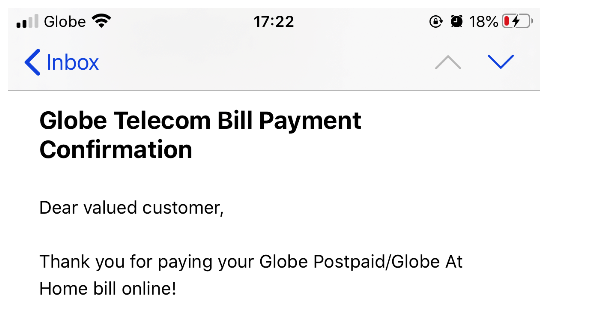 Globe 17:22 18%
Inbox
Globe Telecom Bill Payment
Confirmation
Dear valued customer,
Thank you for paying your Globe Postpaid/Globe At
Home bill online!